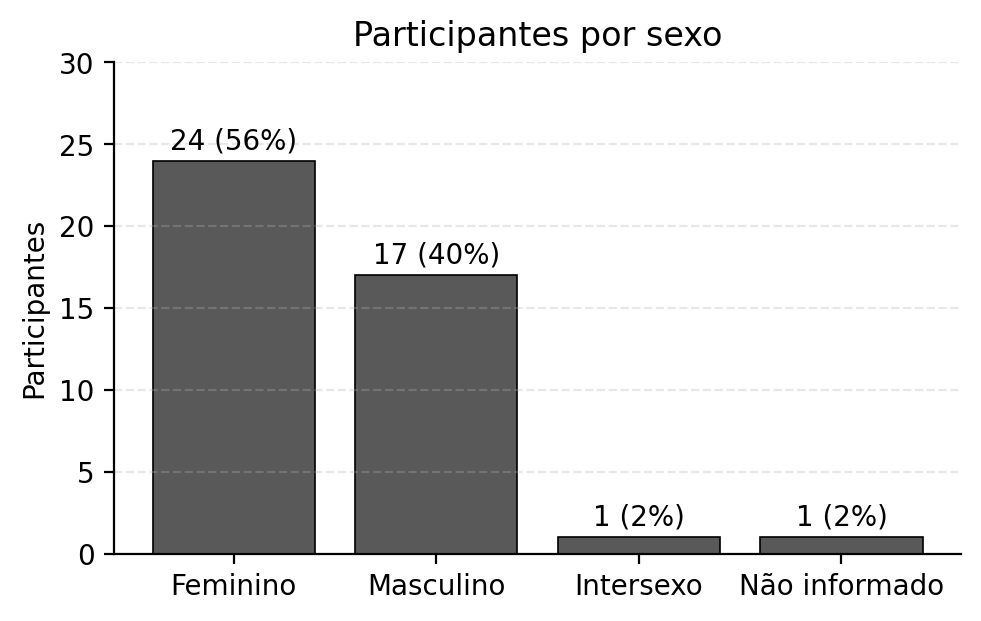 Participantes por sexo
Participantes
30
25
20
15
10
5
0
24 (56%)
17 (40%)
1 (2%)
1 (2%)
Feminino
Masculino
Intersexo
Não informado